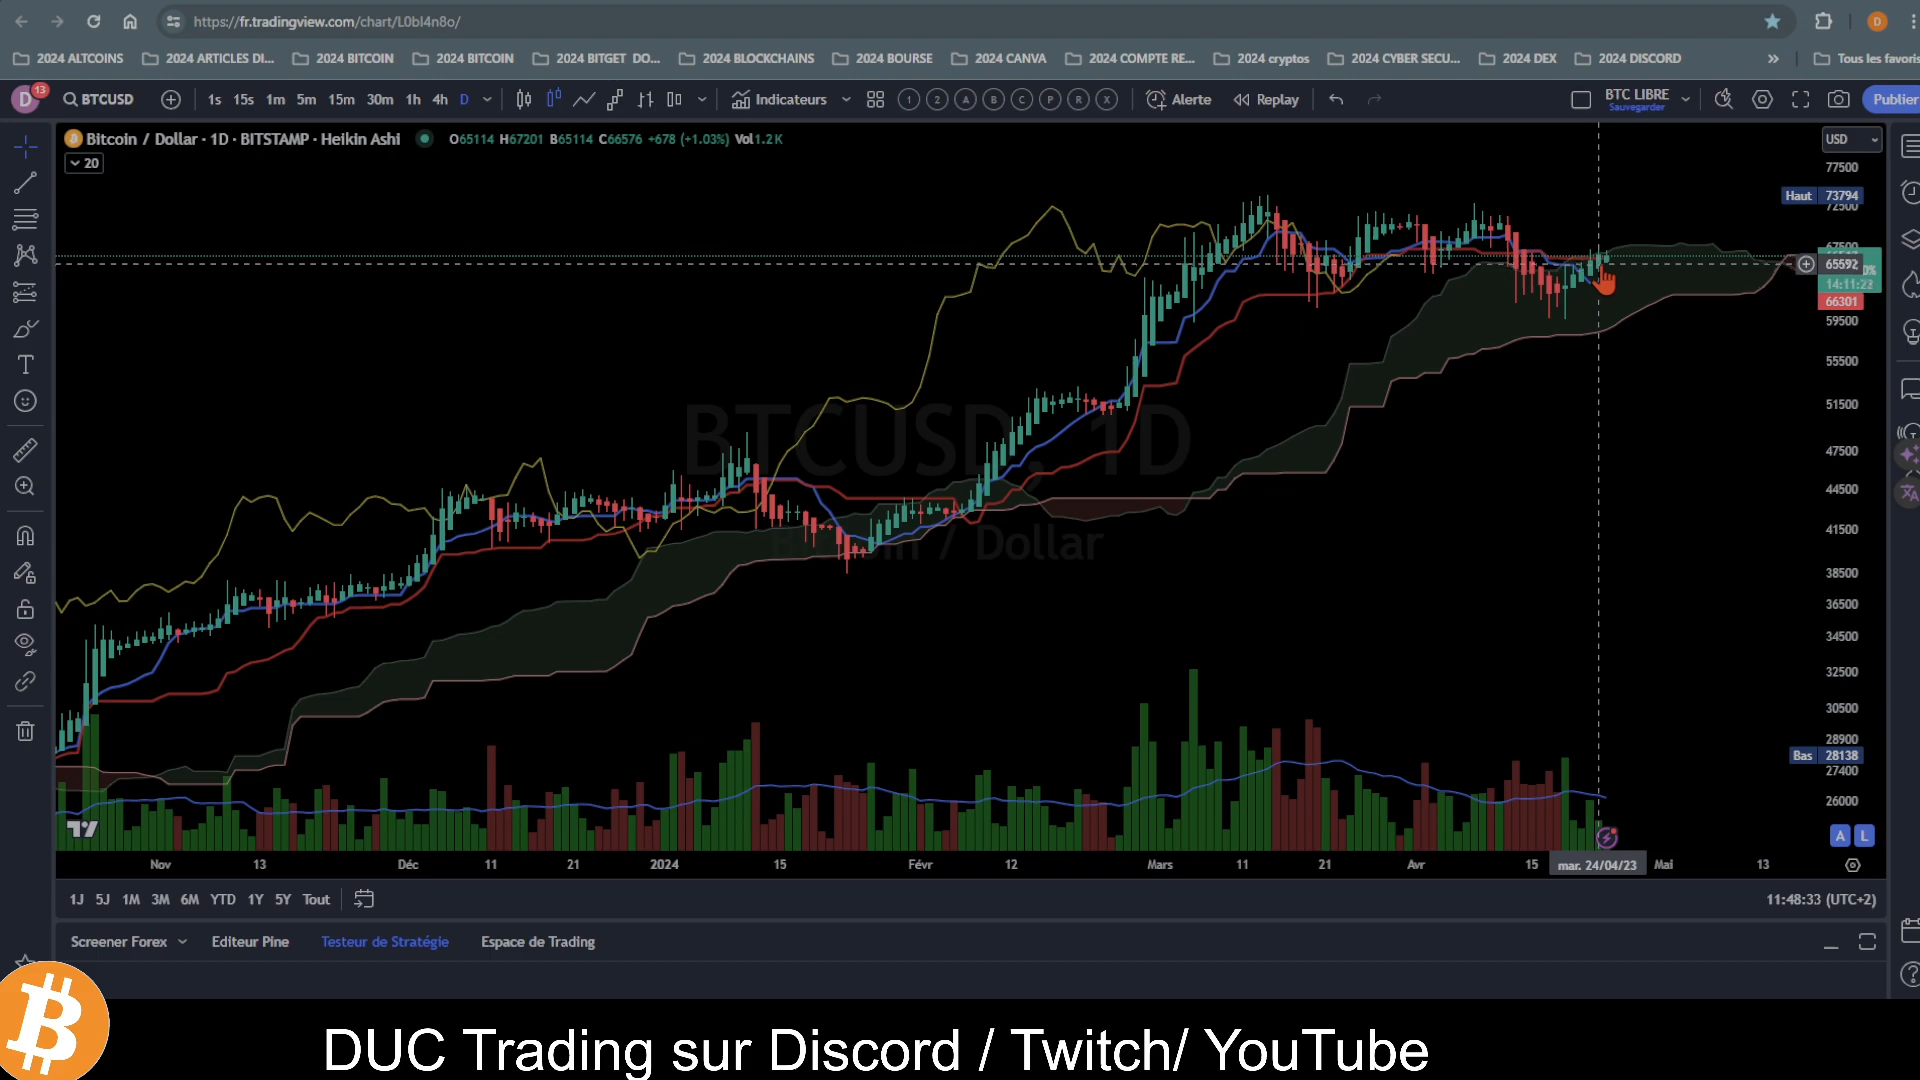 https://fr.tradingview.com/chart/L0bl4n8o/
D
2024 ALTCOINS
2024 ARTICLES DI...
2024 BITCOIN
2024 BITCOIN
2024 BITGET DO...
2024 BLOCKCHAINS
2024 BOURSE
2024 CANVA
2024 COMPTE RE...
2024 cryptos
2024 CYBER SECU...
2024 DEX
2024 DISCORD
»
Tous les favoris
D 13
BTCUSD
1s 15s 1m 5m 15m 30m 1h 4h D
Indicateurs
1 2 A B C P R X
Alerte
Replay
BTC LIBRE
Sauvegarder
Publier
Bitcoin / Dollar · 1D · BITSTAMP · Heikin Ashi
O65114 H67201 B65114 C66576 +678 (+1.03%) Vol1.2 K
20
USD
77500
Haut 73794
72500
67500
65592
14:11:27
66301
59500
55500
51500
47500
44500
41500
38500
36500
34500
32500
30500
28900
Bas 28138
27400
26000
BTCUSD, 1D
Bitcoin / Dollar
A L
Nov 13 Déc 11 21 2024 15 Févr 12 Mars 11 21 Avr 15 mar. 24/04/23 Mai 13
1J 5J 1M 3M 6M YTD 1Y 5Y Tout
11:48:33 (UTC+2)
Screener Forex
Editeur Pine
Testeur de Stratégie
Espace de Trading
DUC Trading sur Discord / Twitch/ YouTube